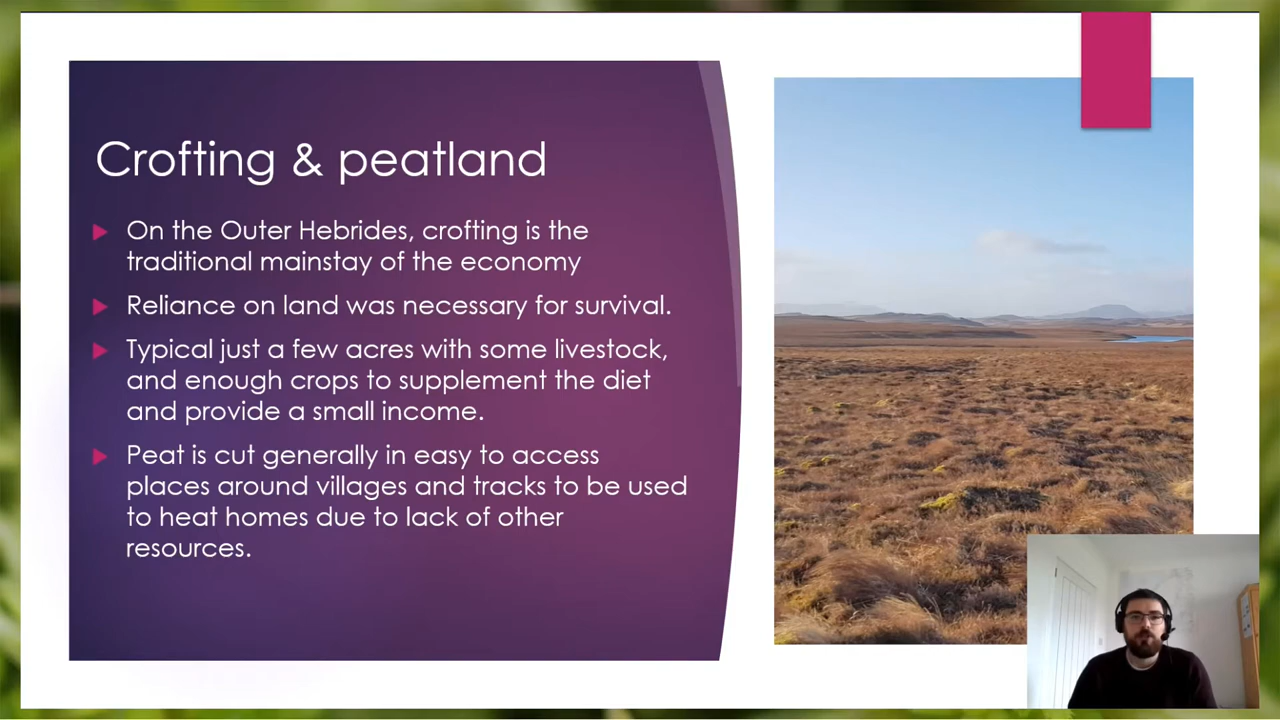 Crofting & peatland
On the Outer Hebrides, crofting is the
traditional mainstay of the economy
Reliance on land was necessary for survival.
Typical just a few acres with some livestock,
and enough crops to supplement the diet
and provide a small income.
Peat is cut generally in easy to access
places around villages and tracks to be used
to heat homes due to lack of other
resources.